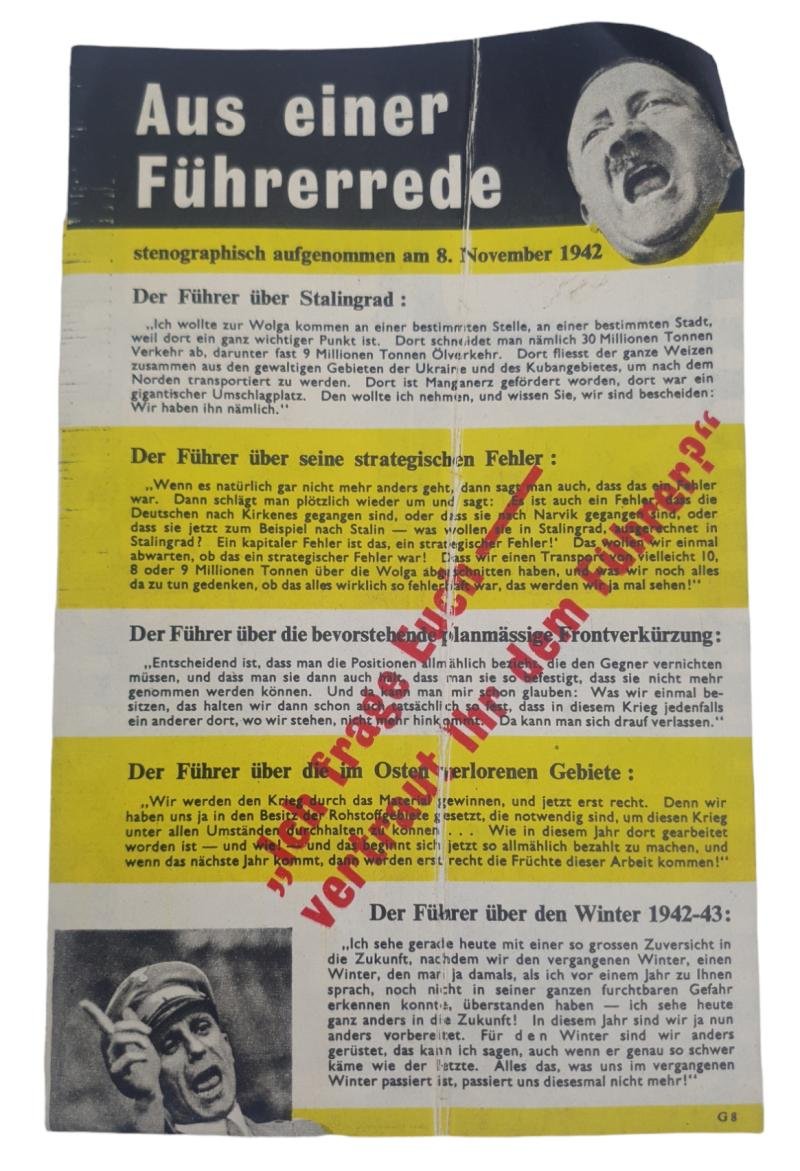 Aus einer
Führerrede
stenographisch aufgenommen am 8. November 1942
Der Führer über Stalingrad :
„Ich wollte zur Wolga kommen an einer bestimmten Stelle, an einer bestimmten Stadt,
weil dort ein ganz wichtiger Punkt ist. Dort schneidet man nämlich 30 Millionen Tonnen
Verkehr ab, darunter fast 9 Millionen Tonnen Ölverkehr. Dort fliesst der ganze Weizen
zusammen aus den gewaltigen Gebieten der Ukraine und des Kubangebietes, um nach dem
Norden transportiert zu werden. Dort ist Manganerz gefördert worden, dort war ein
gigantischer Umschlagplatz. Den wollte ich nehmen, und wissen Sie, wir sind bescheiden:
Wir haben ihn nämlich.“
Der Führer über seine strategischen Fehler :
„Wenn es natürlich gar nicht mehr anders geht, dann sagt man auch, dass das ein Fehler
war. Dann schlägt man plötzlich wieder um und sagt: ‚Es ist auch ein Fehler, dass die
Deutschen nach Kirkenes gegangen sind, oder dass sie nach Narvik gegangen sind, oder
dass sie jetzt zum Beispiel nach Stalin — was wollen sie in Stalingrad, ausgerechnet in
Stalingrad? Ein kapitaler Fehler ist das, ein strategischer Fehler!' Das wollen wir einmal
abwarten, ob das ein strategischer Fehler war! Dass wir einen Transport von vielleicht 10,
8 oder 9 Millionen Tonnen über die Wolga abgeschnitten haben, und was wir noch alles
da zu tun gedenken, ob das alles wirklich so fehlerhaft war, das werden wir ja mal sehen!“
Der Führer über die bevorstehende planmässige Frontverkürzung:
„Entscheidend ist, dass man die Positionen allmählich bezieht, die den Gegner vernichten
müssen, und dass man sie dann auch hält, dass man sie so befestigt, dass sie nicht mehr
genommen werden können. Und da kann man mir schon glauben: Was wir einmal be-
sitzen, das halten wir dann schon auch tatsächlich so fest, dass in diesem Krieg jedenfalls
ein anderer dort, wo wir stehen, nicht mehr hinkommt. Da kann man sich drauf verlassen.“
Der Führer über die im Osten verlorenen Gebiete :
„Wir werden den Krieg durch das Material gewinnen, und jetzt erst recht. Denn wir
haben uns ja in den Besitz der Rohstoffgebiete gesetzt, die notwendig sind, um diesen Krieg
unter allen Umständen durchhalten zu können . . . Wie in diesem Jahr dort gearbeitet
worden ist — und wie! — und das beginnt sich jetzt so allmählich bezahlt zu machen, und
wenn das nächste Jahr kommt, dann werden erst recht die Früchte dieser Arbeit kommen!“
„Ich frage Euch —
vertraut Ihr dem Führer?“
Der Führer über den Winter 1942-43:
„Ich sehe gerade heute mit einer so grossen Zuversicht in
die Zukunft, nachdem wir den vergangenen Winter, einen
Winter, den man ja damals, als ich vor einem Jahr zu Ihnen
sprach, noch nicht in seiner ganzen furchtbaren Gefahr
erkennen konnte, überstanden haben — ich sehe heute
ganz anders in die Zukunft! In diesem Jahr sind wir ja nun
anders vorbereitet. Für den Winter sind wir anders
gerüstet, das kann ich sagen, auch wenn er genau so schwer
käme wie der letzte. Alles das, was uns im vergangenen
Winter passiert ist, passiert uns diesesmal nicht mehr!“
G 8